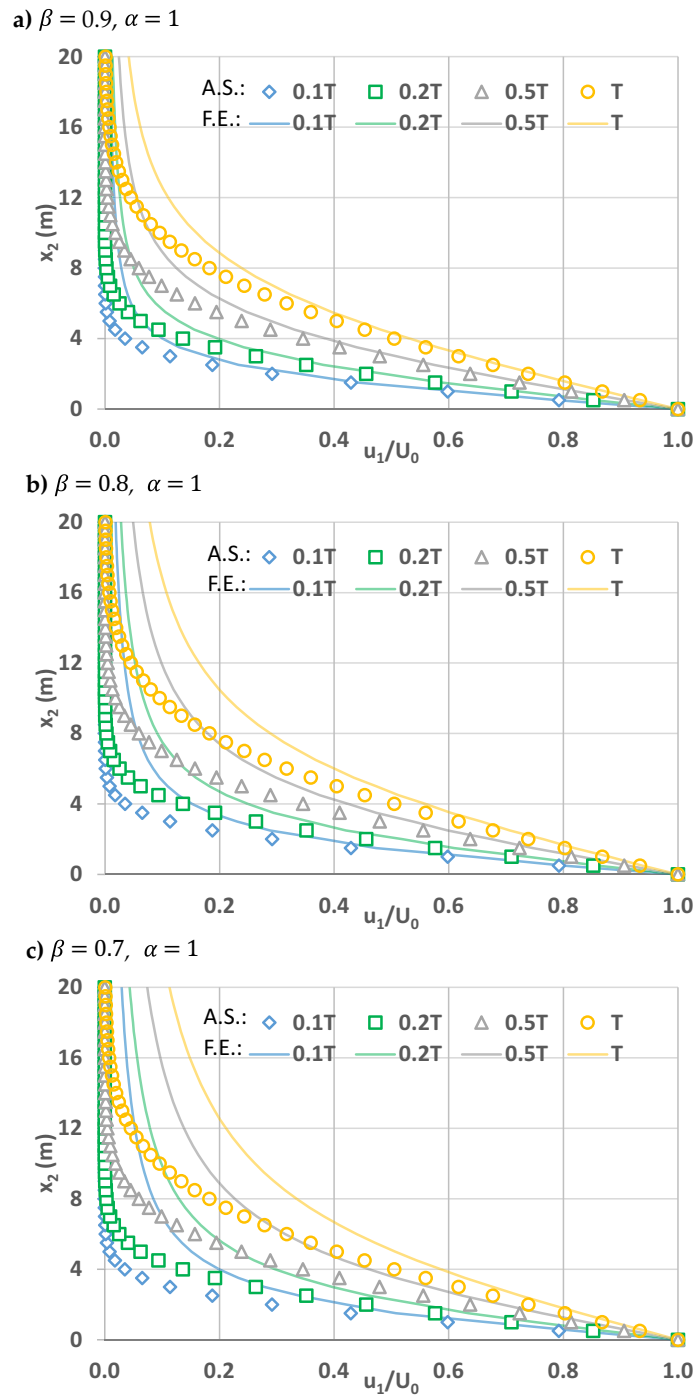 a) β = 0.9, α = 1
20
16
12
8
4
0
x₂ (m)
A.S.: 0.1T 0.2T 0.5T T
F.E.: 0.1T 0.2T 0.5T T
0.0 0.2 0.4 0.6 0.8 1.0
u₁/U₀
b) β = 0.8, α = 1
20
16
12
8
4
0
x₂ (m)
A.S.: 0.1T 0.2T 0.5T T
F.E.: 0.1T 0.2T 0.5T T
0.0 0.2 0.4 0.6 0.8 1.0
u₁/U₀
c) β = 0.7, α = 1
20
16
12
8
4
0
x₂ (m)
A.S.: 0.1T 0.2T 0.5T T
F.E.: 0.1T 0.2T 0.5T T
0.0 0.2 0.4 0.6 0.8 1.0
u₁/U₀